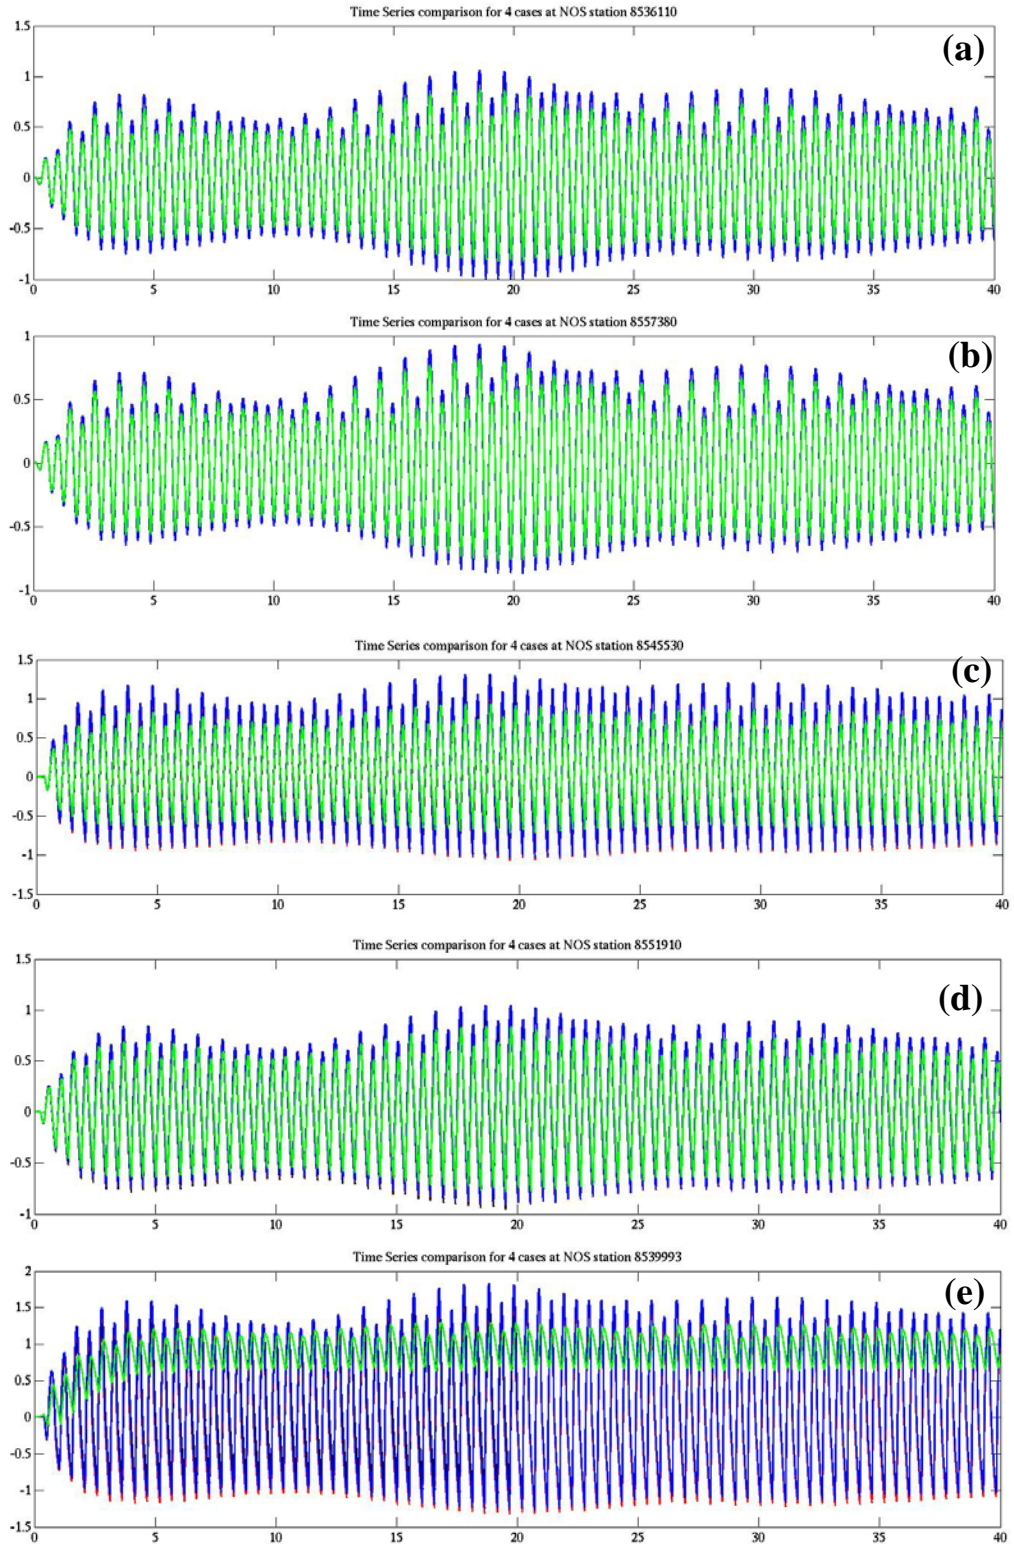 Time Series comparison for 4 cases at NOS station 8536110
(a)
1.5
1
0.5
0
-0.5
-1
0 5 10 15 20 25 30 35 40
Time Series comparison for 4 cases at NOS station 8557380
(b)
1
0.5
0
-0.5
-1
0 5 10 15 20 25 30 35 40
Time Series comparison for 4 cases at NOS station 8545530
(c)
1.5
1
0.5
0
-0.5
-1
-1.5
0 5 10 15 20 25 30 35 40
Time Series comparison for 4 cases at NOS station 8551910
(d)
1.5
1
0.5
0
-0.5
-1
0 5 10 15 20 25 30 35 40
Time Series comparison for 4 cases at NOS station 8539993
(e)
2
1.5
1
0.5
0
-0.5
-1
-1.5
0 5 10 15 20 25 30 35 40